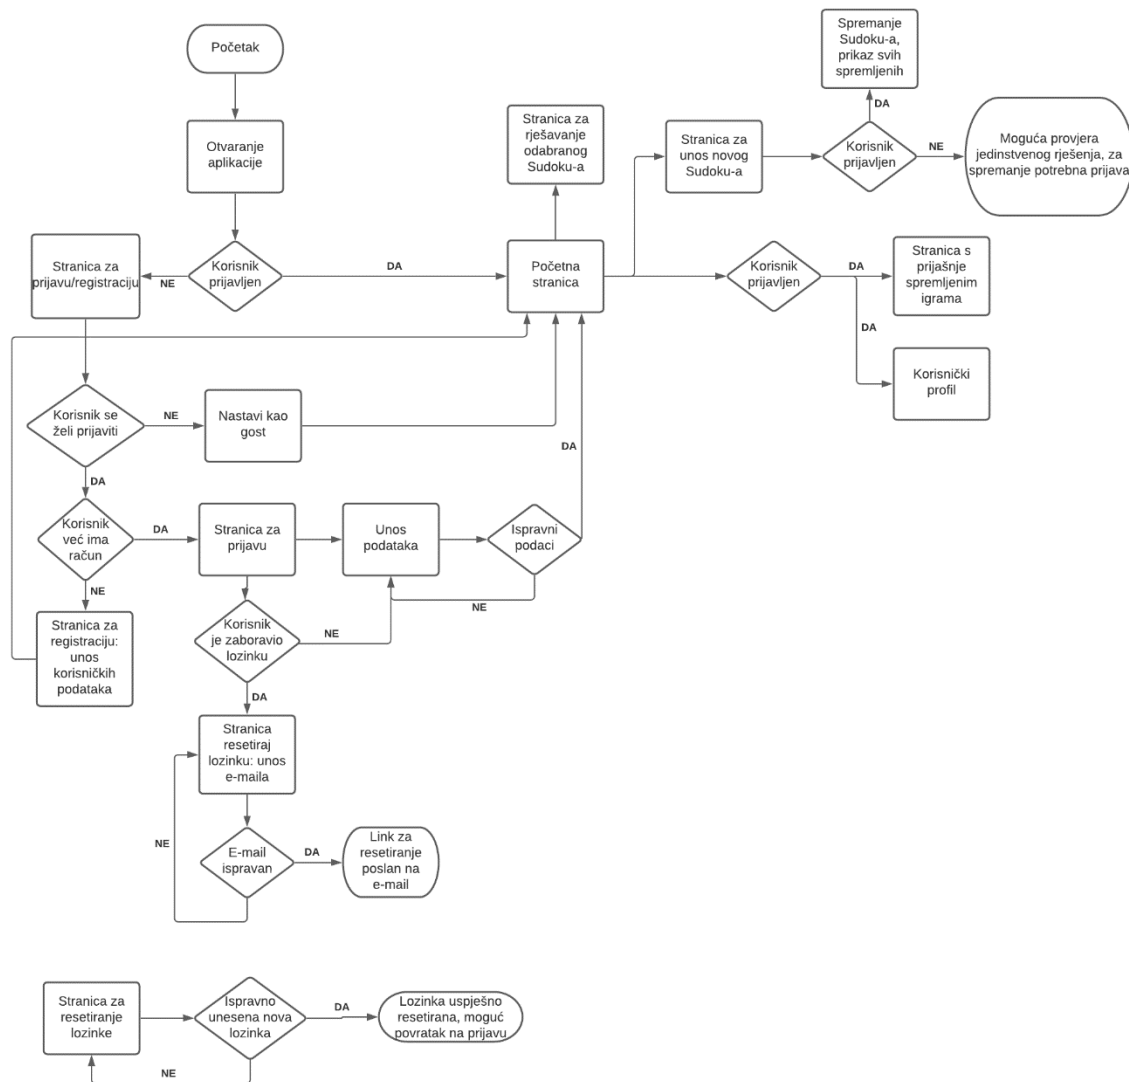 Početak
Otvaranje
aplikacije
Korisnik
prijavljen
NE
DA
Stranica za
prijavu/registraciju
Početna
stranica
Stranica za
rješavanje
odabranog
Sudoku-a
Stranica za
unos novog
Sudoku-a
Korisnik
prijavljen
DA
Spremanje
Sudoku-a,
prikaz svih
spremljenih
NE
Moguća provjera
jedinstvenog rješenja, za
spremanje potrebna prijava
Korisnik
prijavljen
DA
Stranica s
prijašnje
spremljenim
igrama
DA
Korisnički
profil
Korisnik se
želi prijaviti
NE
Nastavi kao
gost
DA
Korisnik
već ima
račun
DA
Stranica za
prijavu
Unos
podataka
Ispravni
podaci
DA
NE
NE
Stranica za
registraciju:
unos
korisničkih
podataka
Korisnik
je zaboravio
lozinku
NE
DA
Stranica
resetiraj
lozinku: unos
e-maila
NE
E-mail
ispravan
DA
Link za
resetiranje
poslan na
e-mail
Stranica za
resetiranje
lozinke
Ispravno
unesena nova
lozinka
DA
Lozinka uspješno
resetirana, moguć
povratak na prijavu
NE